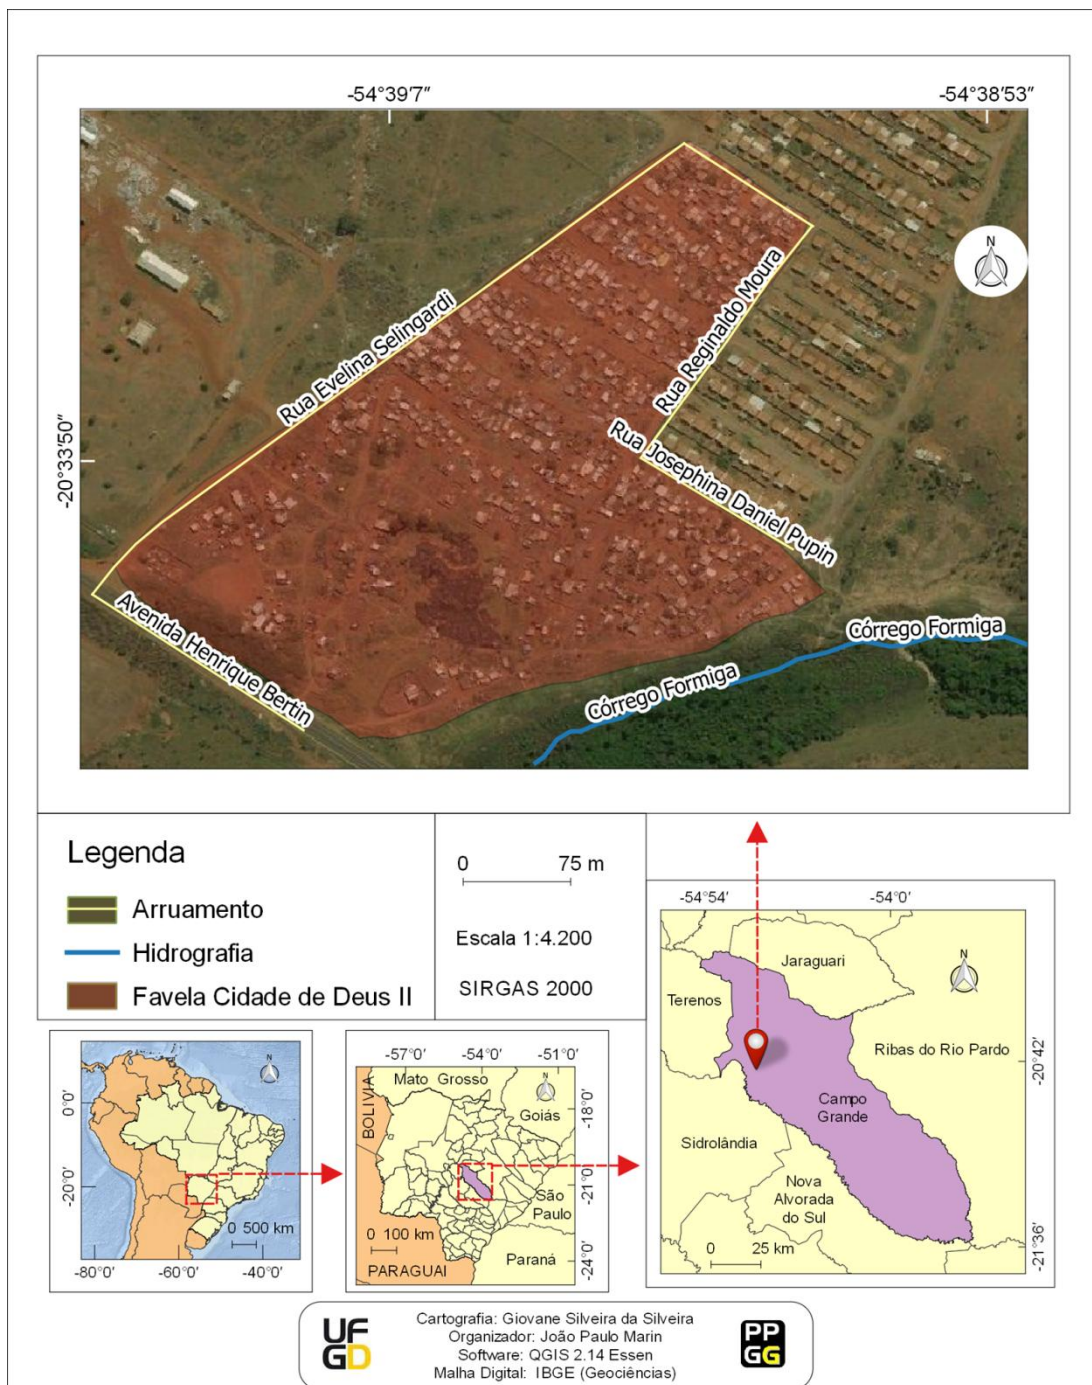 -54°39′7″
-54°38′53″
N
-20°33′50″
Rua Evelina Selingardi
Rua Reginaldo Moura
Rua Josephina Daniel Pupin
Avenida Henrique Bertin
Córrego Formiga
Córrego Formiga
Legenda
Arruamento
Hidrografia
Favela Cidade de Deus II
0 75 m
Escala 1:4.200
SIRGAS 2000
-54°54′
-54°0′
N
Jaraguari
Terenos
Ribas do Rio Pardo
-20°42′
Campo
Grande
Sidrolândia
Nova
Alvorada
do Sul
-21°36′
0 25 km
N
0°0′
-20°0′
0 500 km
-80°0′
-60°0′
-40°0′
-57°0′
-54°0′
-51°0′
N
BOLIVIA
Mato Grosso
Goiás
-18°0′
-21°0′
São
Paulo
0 100 km
Paraná
-24°0′
PARAGUAI
UF
GD
Cartografia: Giovane Silveira da Silveira
Organizador: João Paulo Marin
Software: QGIS 2.14 Essen
Malha Digital: IBGE (Geociências)
PP
GG